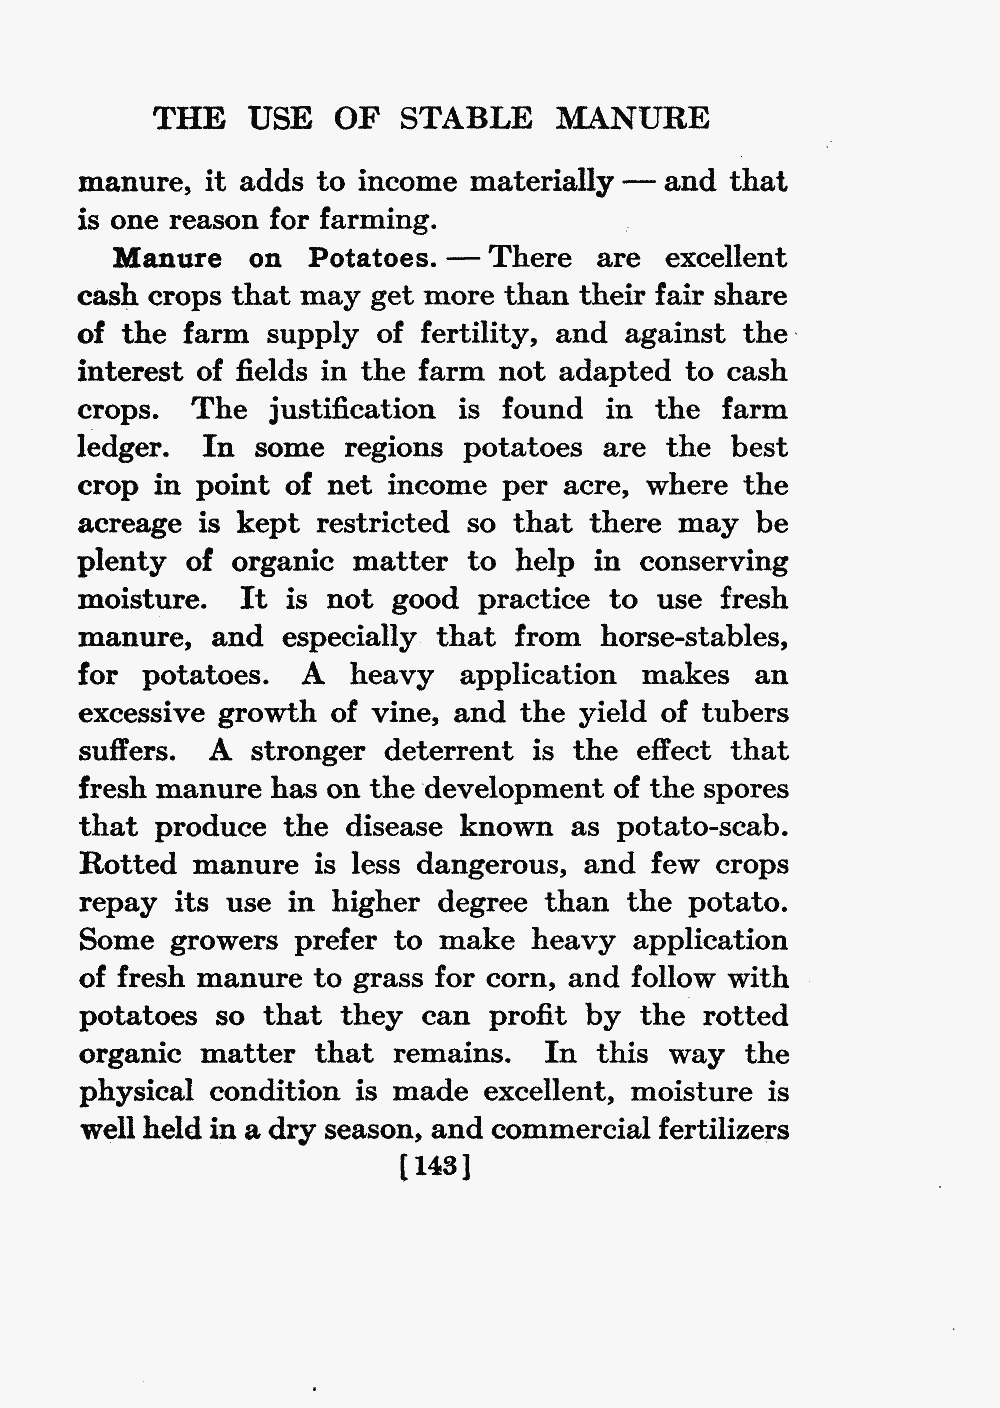 THE USE OF STABLE MANURE
manure, it adds to income materially — and that
is one reason for farming.
Manure on Potatoes. — There are excellent
cash crops that may get more than their fair share
of the farm supply of fertility, and against the
interest of fields in the farm not adapted to cash
crops. The justification is found in the farm
ledger. In some regions potatoes are the best
crop in point of net income per acre, where the
acreage is kept restricted so that there may be
plenty of organic matter to help in conserving
moisture. It is not good practice to use fresh
manure, and especially that from horse-stables,
for potatoes. A heavy application makes an
excessive growth of vine, and the yield of tubers
suffers. A stronger deterrent is the effect that
fresh manure has on the development of the spores
that produce the disease known as potato-scab.
Rotted manure is less dangerous, and few crops
repay its use in higher degree than the potato.
Some growers prefer to make heavy application
of fresh manure to grass for corn, and follow with
potatoes so that they can profit by the rotted
organic matter that remains. In this way the
physical condition is made excellent, moisture is
well held in a dry season, and commercial fertilizers
[143]